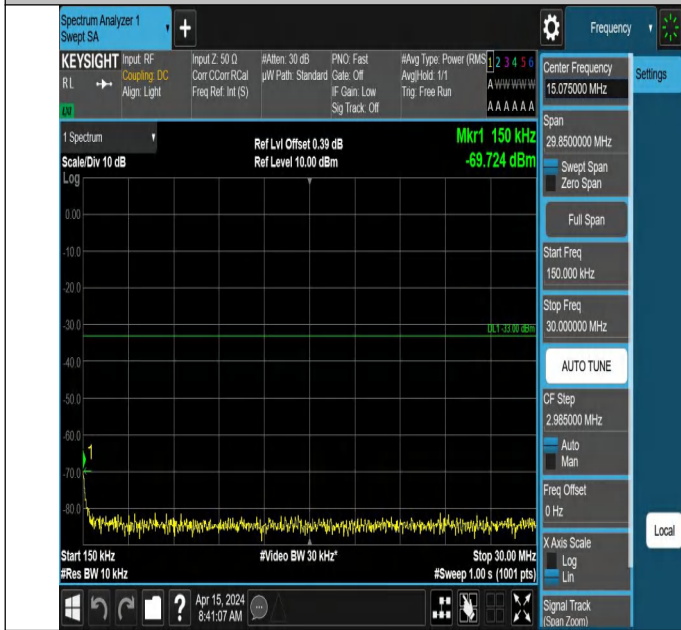 Spectrum Analyzer 1
Swept SA
+
Frequency
KEYSIGHT
RL
Input: RF
Coupling: DC
Align: Light
Input Z: 50 Ω
Corr CCorr RCal
Freq Ref: Int (S)
#Atten: 30 dB
µW Path: Standard
PNO: Fast
Gate: Off
IF Gain: Low
Sig Track: Off
#Avg Type: Power (RMS
Avg|Hold: 1/1
Trig: Free Run
1 2 3 4 5 6
A W W W W W
A A A A A A
1 Spectrum
Scale/Div 10 dB
Log
Ref Lvl Offset 0.39 dB
Ref Level 10.00 dBm
Mkr1 150 kHz
-69.724 dBm
0.00
-10.0
-20.0
-30.0
DL1 -33.00 dBm
-40.0
-50.0
-60.0
1
-70.0
-80.0
Start 150 kHz
#Video BW 30 kHz*
Stop 30.00 MHz
#Res BW 10 kHz
#Sweep 1.00 s (1001 pts)
?
Apr 15, 2024
8:41:07 AM
Center Frequency
15.075000 MHz
Settings
Span
29.8500000 MHz
Swept Span
Zero Span
Full Span
Start Freq
150.000 kHz
Stop Freq
30.000000 MHz
AUTO TUNE
CF Step
2.985000 MHz
Auto
Man
Freq Offset
0 Hz
X Axis Scale
Log
Lin
Local
Signal Track
(Span Zoom)